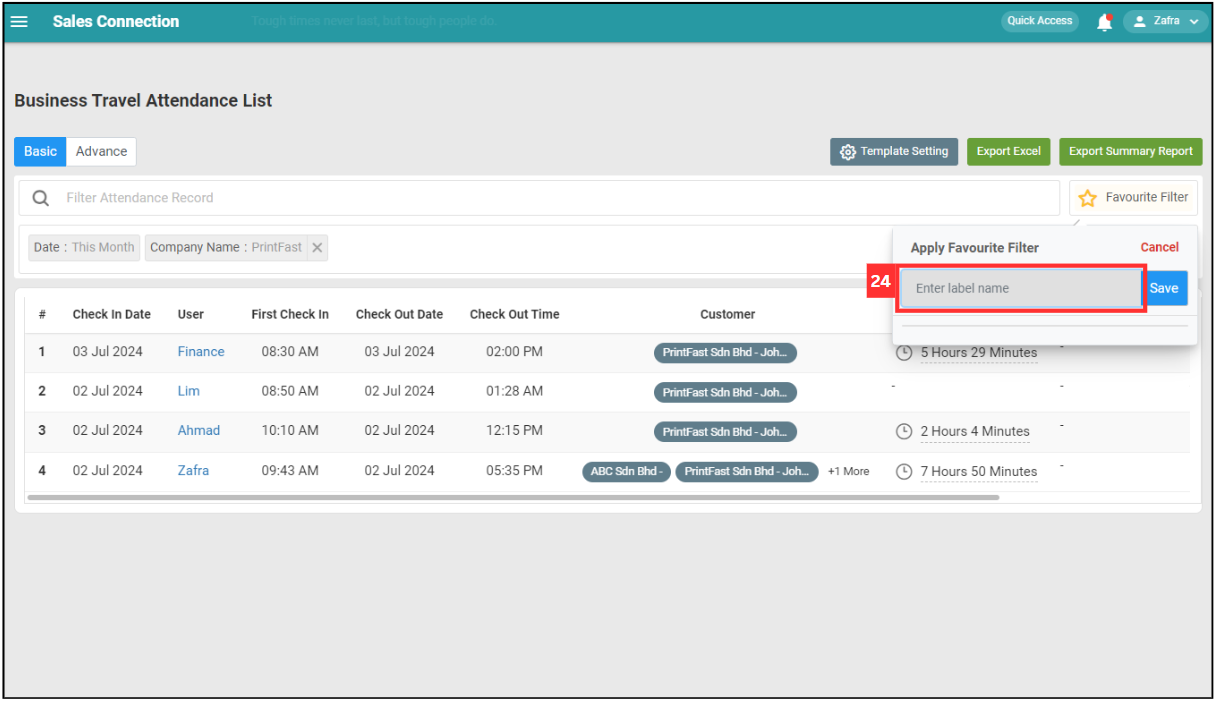 Sales Connection Tough times never last, but tough people do. Quick Access Zafra
Business Travel Attendance List
Basic Advance Template Setting Export Excel Export Summary Report
Filter Attendance Record Favourite Filter
Date : This Month Company Name : PrintFast Apply Favourite Filter Cancel
24 Enter label name Save
# Check In Date User First Check In Check Out Date Check Out Time Customer
1 03 Jul 2024 Finance 08:30 AM 03 Jul 2024 02:00 PM PrintFast Sdn Bhd - Joh... 5 Hours 29 Minutes -
2 02 Jul 2024 Lim 08:50 AM 02 Jul 2024 01:28 AM PrintFast Sdn Bhd - Joh... - -
3 02 Jul 2024 Ahmad 10:10 AM 02 Jul 2024 12:15 PM PrintFast Sdn Bhd - Joh... 2 Hours 4 Minutes -
4 02 Jul 2024 Zafra 09:43 AM 02 Jul 2024 05:35 PM ABC Sdn Bhd - PrintFast Sdn Bhd - Joh... +1 More 7 Hours 50 Minutes -